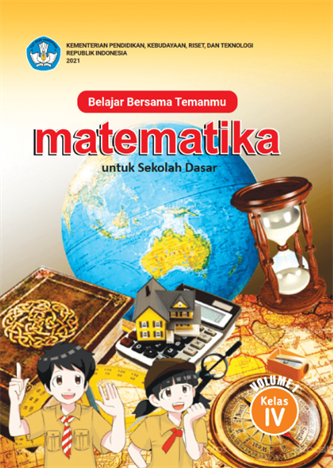 KEMENTERIAN PENDIDIKAN, KEBUDAYAAN, RISET, DAN TEKNOLOGI
REPUBLIK INDONESIA
2021
Belajar Bersama Temanmu
matematika
untuk Sekolah Dasar
VOLUME 1
Kelas
IV